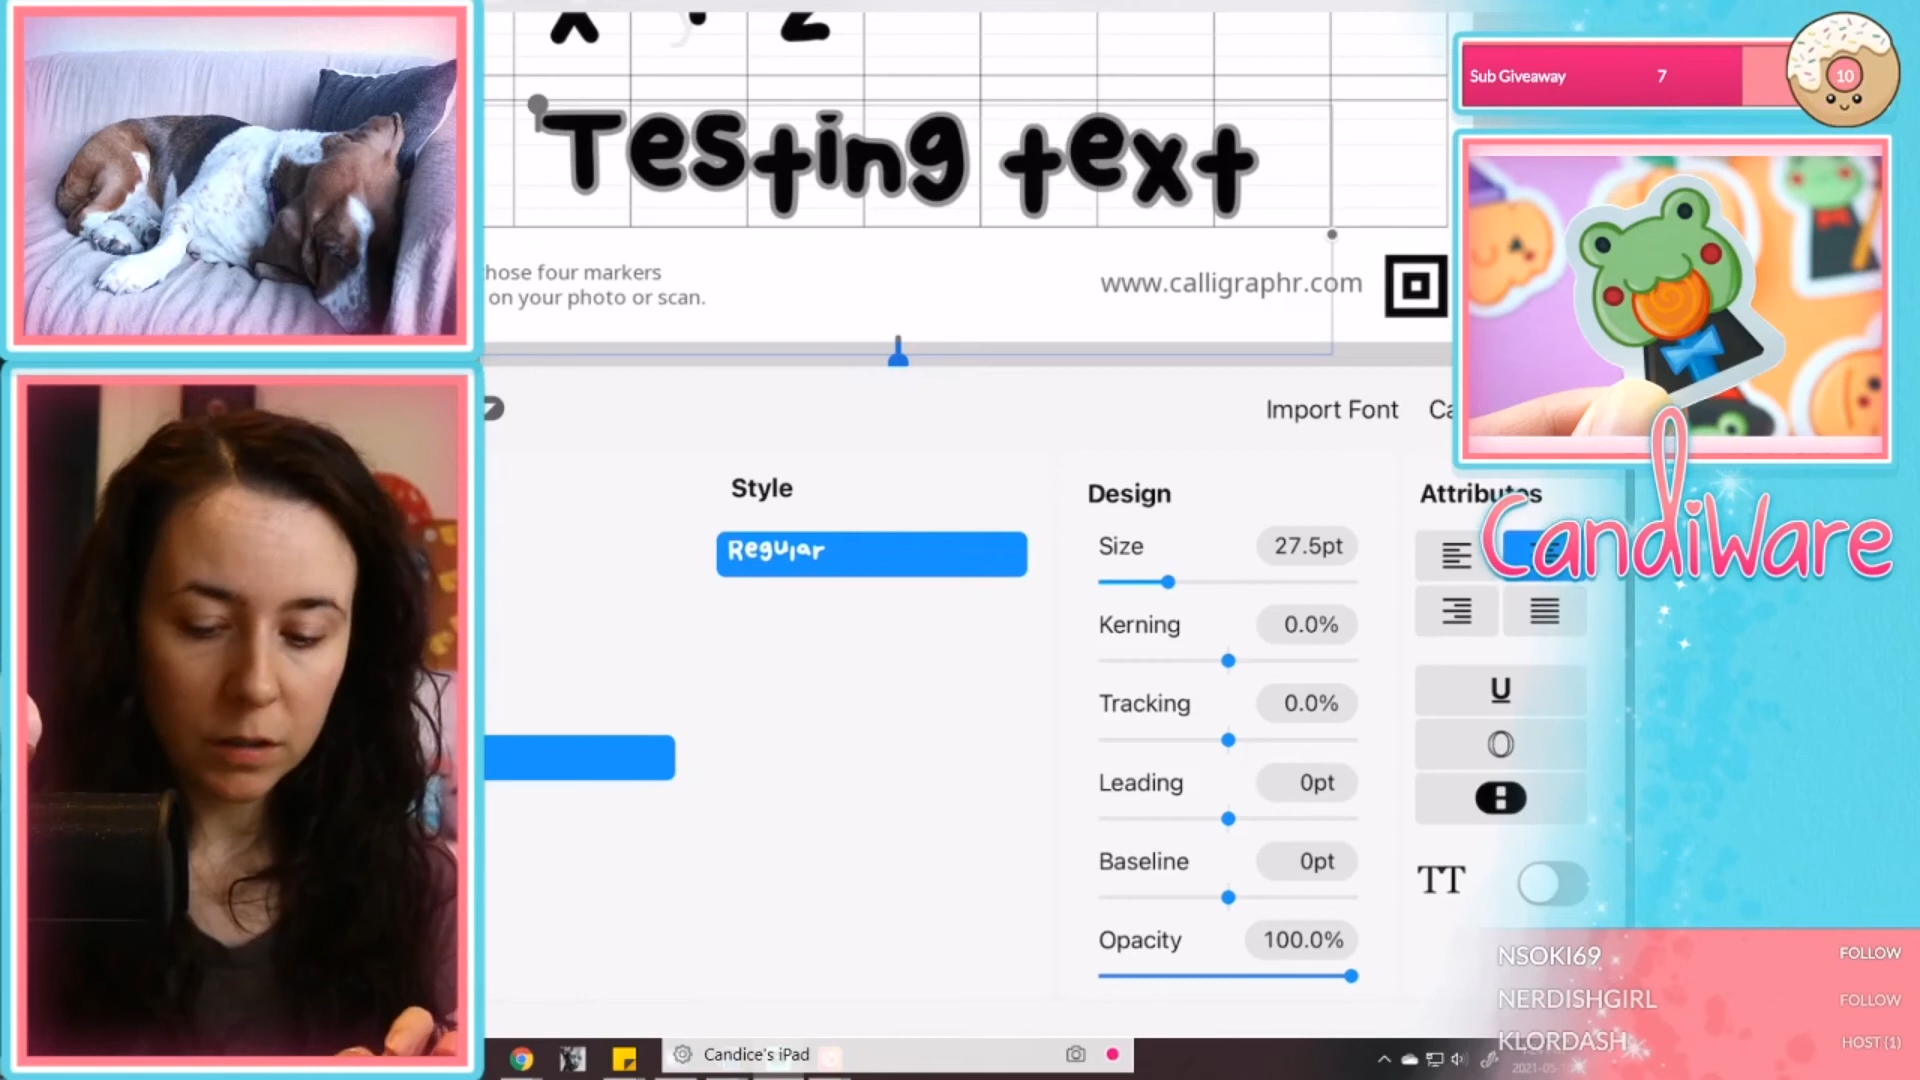 X Y Z
Testing text
hose four markers
on your photo or scan.
www.calligraphr.com
Import Font
Ca
Style
Regular
Design
Size
27.5pt
Kerning
0.0%
Tracking
0.0%
Leading
0pt
Baseline
0pt
Opacity
100.0%
Attributes
U
O
TT
Candice's iPad
Sub Giveaway
7
10
CandiWare
NSOKI69
FOLLOW
NERDISHGIRL
FOLLOW
KLORDASH
HOST (1)